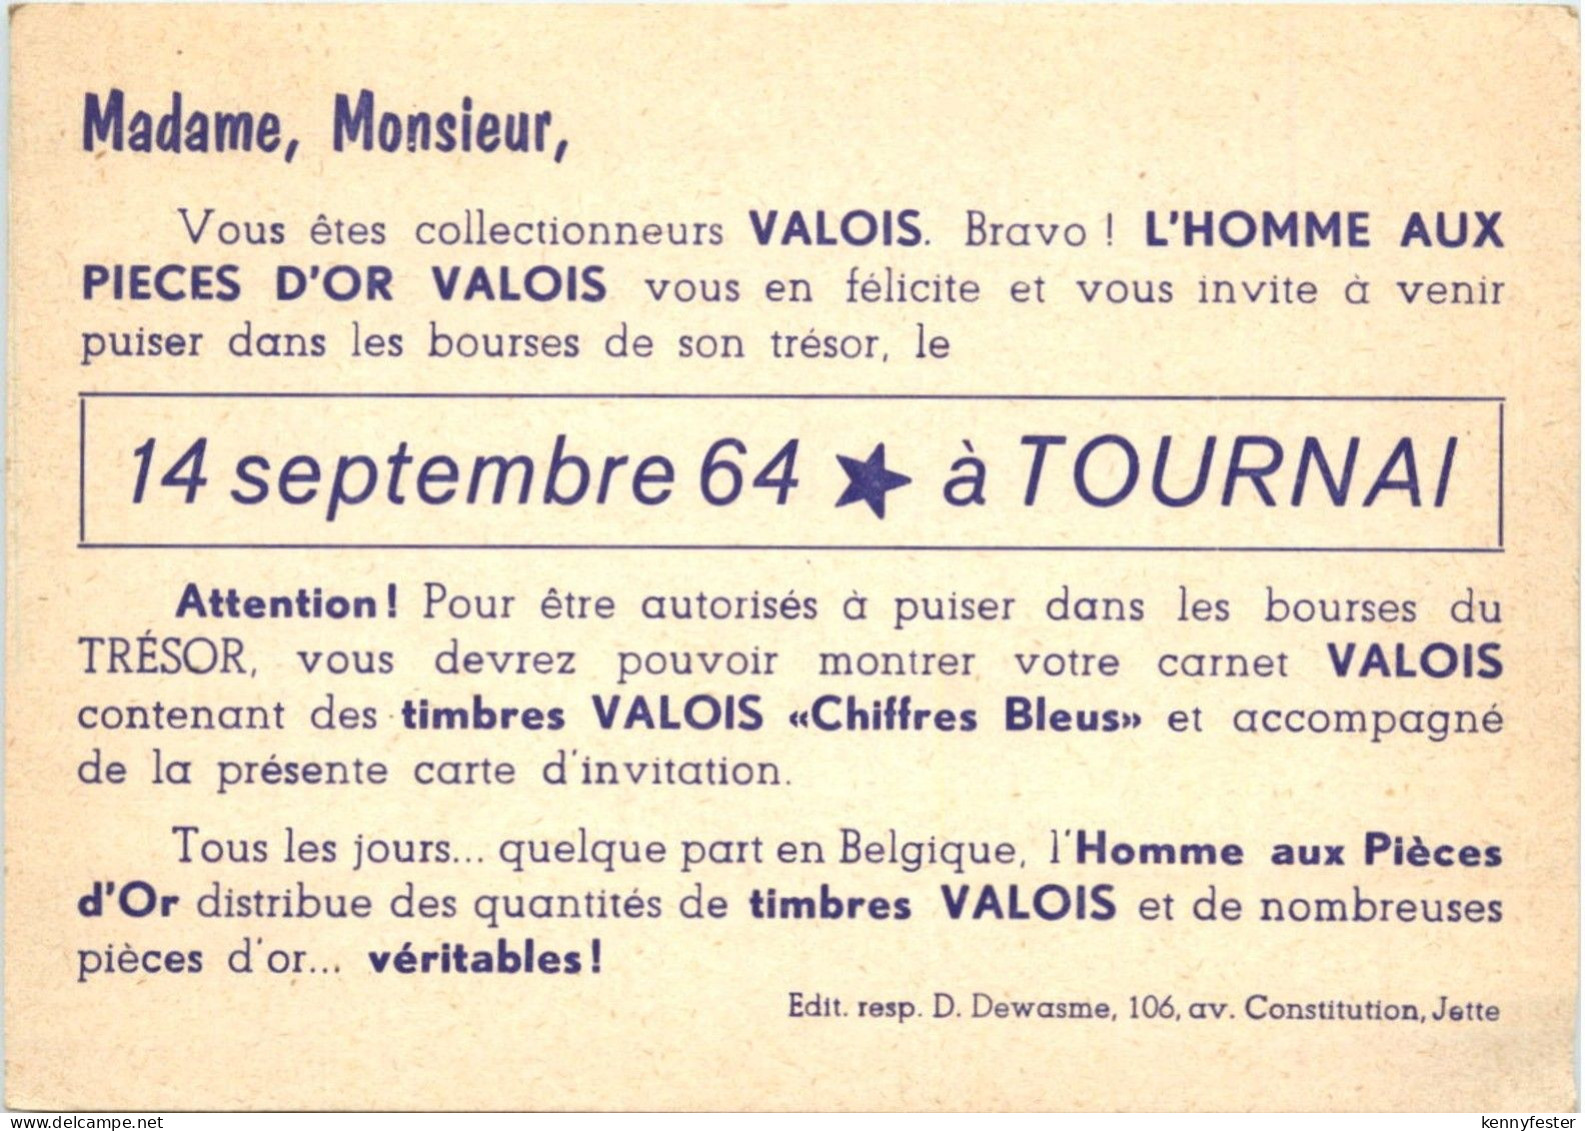 Madame, Monsieur,
Vous êtes collectionneurs VALOIS. Bravo ! L'HOMME AUX
PIECES D'OR VALOIS vous en félicite et vous invite à venir
puiser dans les bourses de son trésor, le
14 septembre 64 ★ à TOURNAI
Attention ! Pour être autorisés à puiser dans les bourses du
TRÉSOR, vous devrez pouvoir montrer votre carnet VALOIS
contenant des timbres VALOIS «Chiffres Bleus» et accompagné
de la présente carte d'invitation.
Tous les jours... quelque part en Belgique, l'Homme aux Pièces
d'Or distribue des quantités de timbres VALOIS et de nombreuses
pièces d'or... véritables !
Edit. resp. D. Dewasme, 106, av. Constitution, Jette
delcampe.net
kennyfester